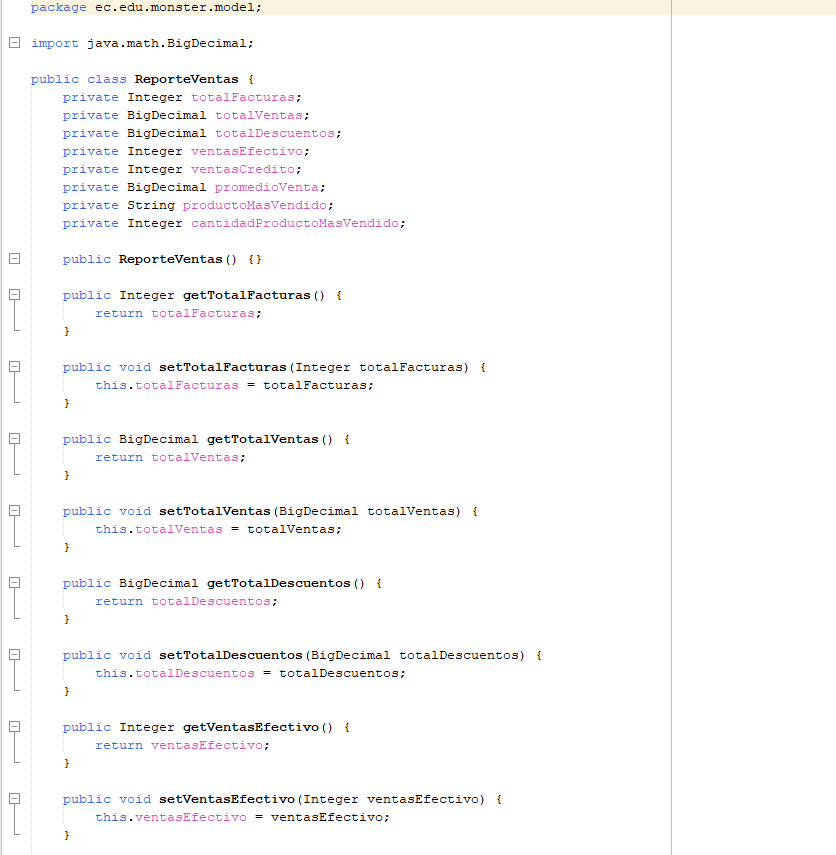 package ec.edu.monster.model;
import java.math.BigDecimal;
public class ReporteVentas {
private Integer totalFacturas;
private BigDecimal totalVentas;
private BigDecimal totalDescuentos;
private Integer ventasEfectivo;
private Integer ventasCredito;
private BigDecimal promedioVenta;
private String productoMasVendido;
private Integer cantidadProductoMasVendido;
public ReporteVentas() {}
public Integer getTotalFacturas() {
return totalFacturas;
}
public void setTotalFacturas(Integer totalFacturas) {
this.totalFacturas = totalFacturas;
}
public BigDecimal getTotalVentas() {
return totalVentas;
}
public void setTotalVentas(BigDecimal totalVentas) {
this.totalVentas = totalVentas;
}
public BigDecimal getTotalDescuentos() {
return totalDescuentos;
}
public void setTotalDescuentos(BigDecimal totalDescuentos) {
this.totalDescuentos = totalDescuentos;
}
public Integer getVentasEfectivo() {
return ventasEfectivo;
}
public void setVentasEfectivo(Integer ventasEfectivo) {
this.ventasEfectivo = ventasEfectivo;
}